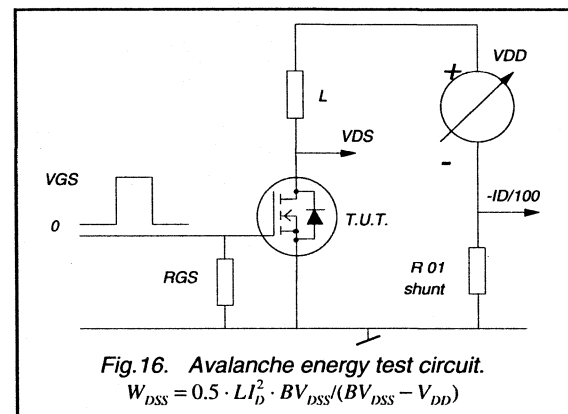 VDD
+
L
VDS
-
VGS
-ID/100
0
T.U.T.
RGS
R 01
shunt
Fig.16. Avalanche energy test circuit.
W_DSS = 0.5 · LI_D^2 · BV_DSS/(BV_DSS − V_DD)